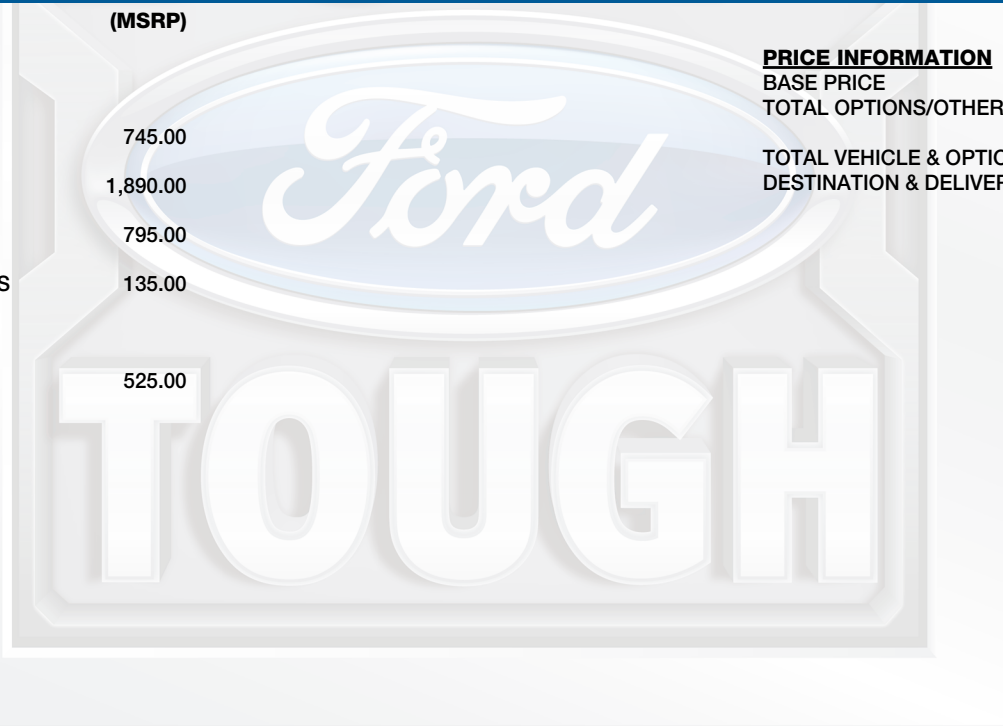 (MSRP)
745.00
1,890.00
795.00
S 135.00
525.00
PRICE INFORMATION
BASE PRICE
TOTAL OPTIONS/OTHER
TOTAL VEHICLE & OPTIO
DESTINATION & DELIVER
Ford
TOUGH